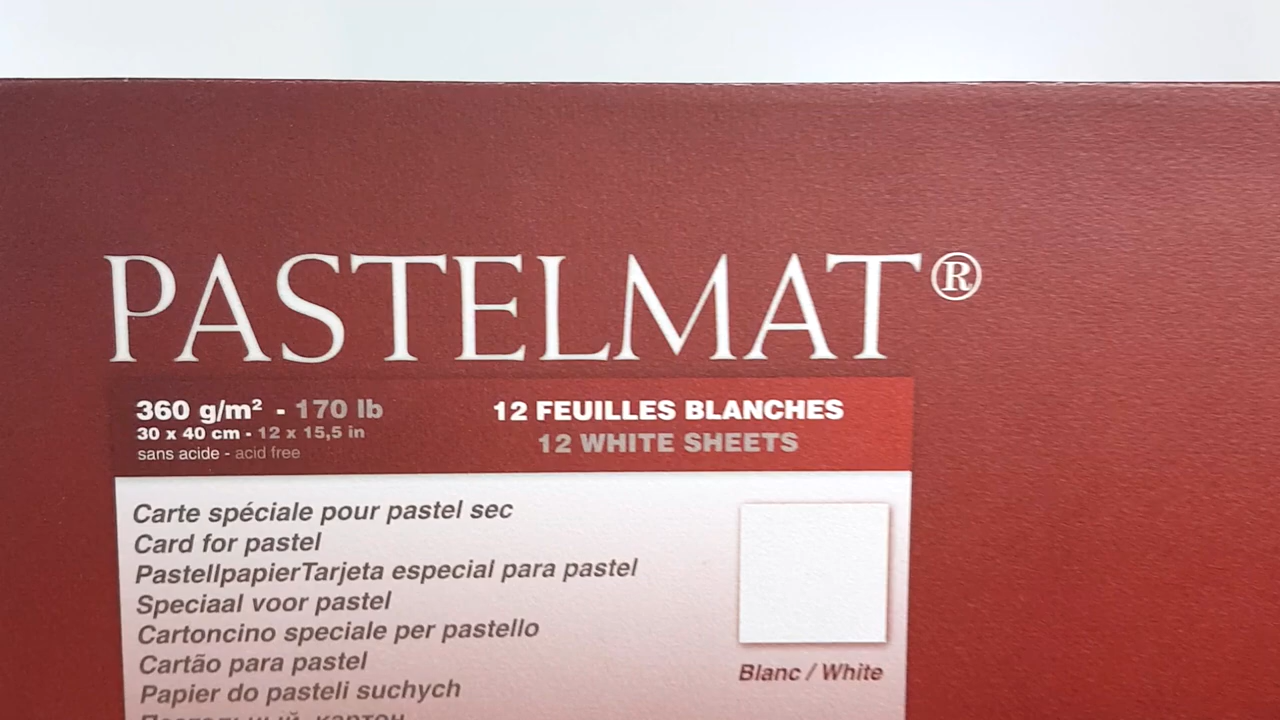 PASTELMAT®
360 g/m² - 170 lb
30 x 40 cm - 12 x 15,5 in
sans acide - acid free
12 FEUILLES BLANCHES
12 WHITE SHEETS
Carte spéciale pour pastel sec
Card for pastel
PastellpapierTarjeta especial para pastel
Speciaal voor pastel
Cartoncino speciale per pastello
Cartão para pastel
Papier do pasteli suchych
Blanc / White